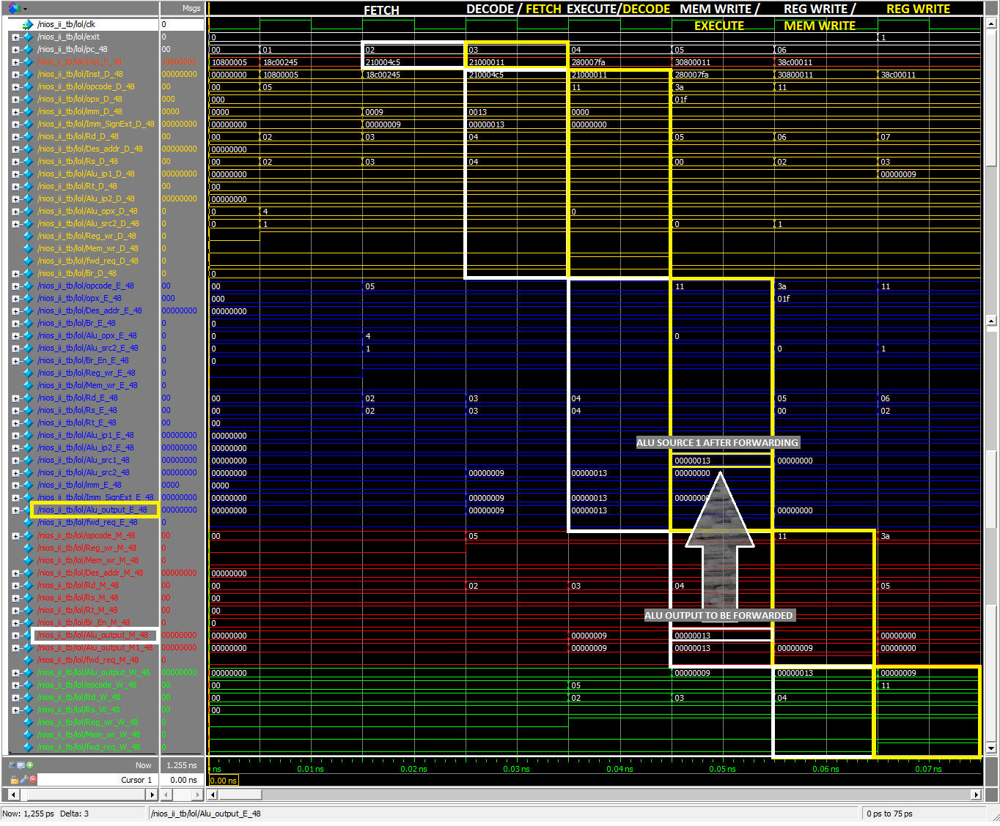 Msgs
FETCH
DECODE / FETCH
EXECUTE/DECODE
MEM WRITE /
EXECUTE
REG WRITE /
MEM WRITE
REG WRITE
/nios_ii_tb/lol/clk 0
/nios_ii_tb/lol/exit 0 0 1
/nios_ii_tb/lol/pc_48 00 00 01 02 03 04 05 06
/nios_ii_tb/lol/Inst_F_48 10800005 10800005 18c00245 210004c5 21000011 280007fa 30800011 38c00011
/nios_ii_tb/lol/Inst_D_48 00000000 00000000 10800005 18c00245 210004c5 21000011 280007fa 30800011 38c00011
/nios_ii_tb/lol/opcode_D_48 00 00 05 11 3a 11
/nios_ii_tb/lol/opx_D_48 000 000 01f
/nios_ii_tb/lol/imm_D_48 0000 0000 0009 0013 0000
/nios_ii_tb/lol/Imm_SignExt_D_48 00000000 00000000 00000009 00000013 00000000
/nios_ii_tb/lol/Rd_D_48 00 00 02 03 04 05 06 07
/nios_ii_tb/lol/Des_addr_D_48 00000000 00000000
/nios_ii_tb/lol/Rs_D_48 00 00 02 03 04 00 02 03
/nios_ii_tb/lol/Alu_ip1_D_48 00000000 00000000 00000009
/nios_ii_tb/lol/Rt_D_48 00 00
/nios_ii_tb/lol/Alu_ip2_D_48 00000000 00000000
/nios_ii_tb/lol/Alu_opx_D_48 0 0 4 0
/nios_ii_tb/lol/Alu_src2_D_48 0 0 1 0 1
/nios_ii_tb/lol/Reg_wr_D_48 0
/nios_ii_tb/lol/Mem_wr_D_48 0
/nios_ii_tb/lol/fwd_req_D_48 0
/nios_ii_tb/lol/Br_D_48 0 0
/nios_ii_tb/lol/opcode_E_48 00 00 05 11 3a 11
/nios_ii_tb/lol/opx_E_48 000 000 01f
/nios_ii_tb/lol/Des_addr_E_48 00000000 00000000
/nios_ii_tb/lol/Br_E_48 0 0
/nios_ii_tb/lol/Alu_opx_E_48 0 0 4 0
/nios_ii_tb/lol/Alu_src2_E_48 0 0 1 0 1
/nios_ii_tb/lol/Br_En_E_48 0 0
/nios_ii_tb/lol/Reg_wr_E_48 0
/nios_ii_tb/lol/Mem_wr_E_48 0
/nios_ii_tb/lol/Rd_E_48 00 00 02 03 04 05 06
/nios_ii_tb/lol/Rs_E_48 00 00 02 03 04 00 02
/nios_ii_tb/lol/Rt_E_48 00 00
/nios_ii_tb/lol/Alu_ip1_E_48 00000000 00000000
/nios_ii_tb/lol/Alu_ip2_E_48 00000000 00000000
ALU SOURCE 1 AFTER FORWARDING
/nios_ii_tb/lol/Alu_src1_48 00000000 00000000 00000013 00000000
/nios_ii_tb/lol/Alu_src2_48 00000000 00000000 00000009 00000013 00000000
/nios_ii_tb/lol/imm_E_48 0000 0000
/nios_ii_tb/lol/Imm_SignExt_E_48 00000000 00000000 00000009 00000013
/nios_ii_tb/lol/Alu_output_E_48 00000000 00000000 00000009 00000013 00000000
/nios_ii_tb/lol/fwd_req_E_48 0
/nios_ii_tb/lol/opcode_M_48 00 00 05 11 3a
/nios_ii_tb/lol/Reg_wr_M_48 0
/nios_ii_tb/lol/Mem_wr_M_48 0
/nios_ii_tb/lol/Des_addr_M_48 00000000 00000000
/nios_ii_tb/lol/Rd_M_48 00 00 02 03 04 05
/nios_ii_tb/lol/Rs_M_48 00 00
/nios_ii_tb/lol/Rt_M_48 00 00
ALU OUTPUT TO BE FORWARDED
/nios_ii_tb/lol/Br_En_M_48 0 0
/nios_ii_tb/lol/Alu_output_M_48 00000000 00000000 00000009 00000013 00000000
/nios_ii_tb/lol/Alu_output_M1_48 00000000 00000000 00000009 00000013 00000009 00000000
/nios_ii_tb/lol/fwd_req_M_48 0
/nios_ii_tb/lol/Alu_output_W_48 00000000 00000000 00000009 00000013 00000009
/nios_ii_tb/lol/opcode_W_48 00 00 05 11
/nios_ii_tb/lol/Rd_W_48 00 00 02 03 04
/nios_ii_tb/lol/Rs_W_48 00 00
/nios_ii_tb/lol/Reg_wr_W_48 0
/nios_ii_tb/lol/Mem_wr_W_48 0
/nios_ii_tb/lol/fwd_req_W_48 0
Now 1.255 ns ns 0.01 ns 0.02 ns 0.03 ns 0.04 ns 0.05 ns 0.06 ns 0.07 ns
Cursor 1 0.00 ns 0.00 ns
Now: 1,255 ps Delta: 3 /nios_ii_tb/lol/Alu_output_E_48 0 ps to 75 ps